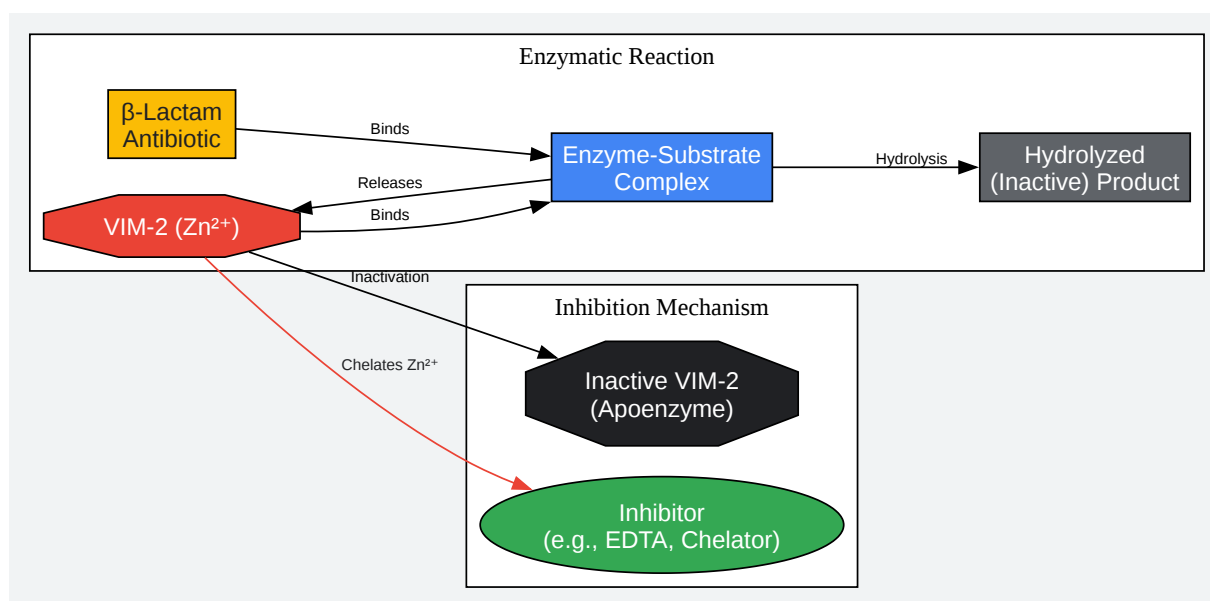 Enzymatic Reaction
β-Lactam
Antibiotic
Binds
Enzyme-Substrate
Complex
Hydrolysis
Hydrolyzed
(Inactive) Product
Releases
Binds
VIM-2 (Zn²⁺)
Inactivation
Inhibition Mechanism
Chelates Zn²⁺
Inactive VIM-2
(Apoenzyme)
Inhibitor
(e.g., EDTA, Chelator)